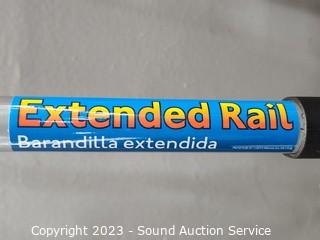 Extended Rail
Barandilla extendida
Copyright 2023 - Sound Auction Service